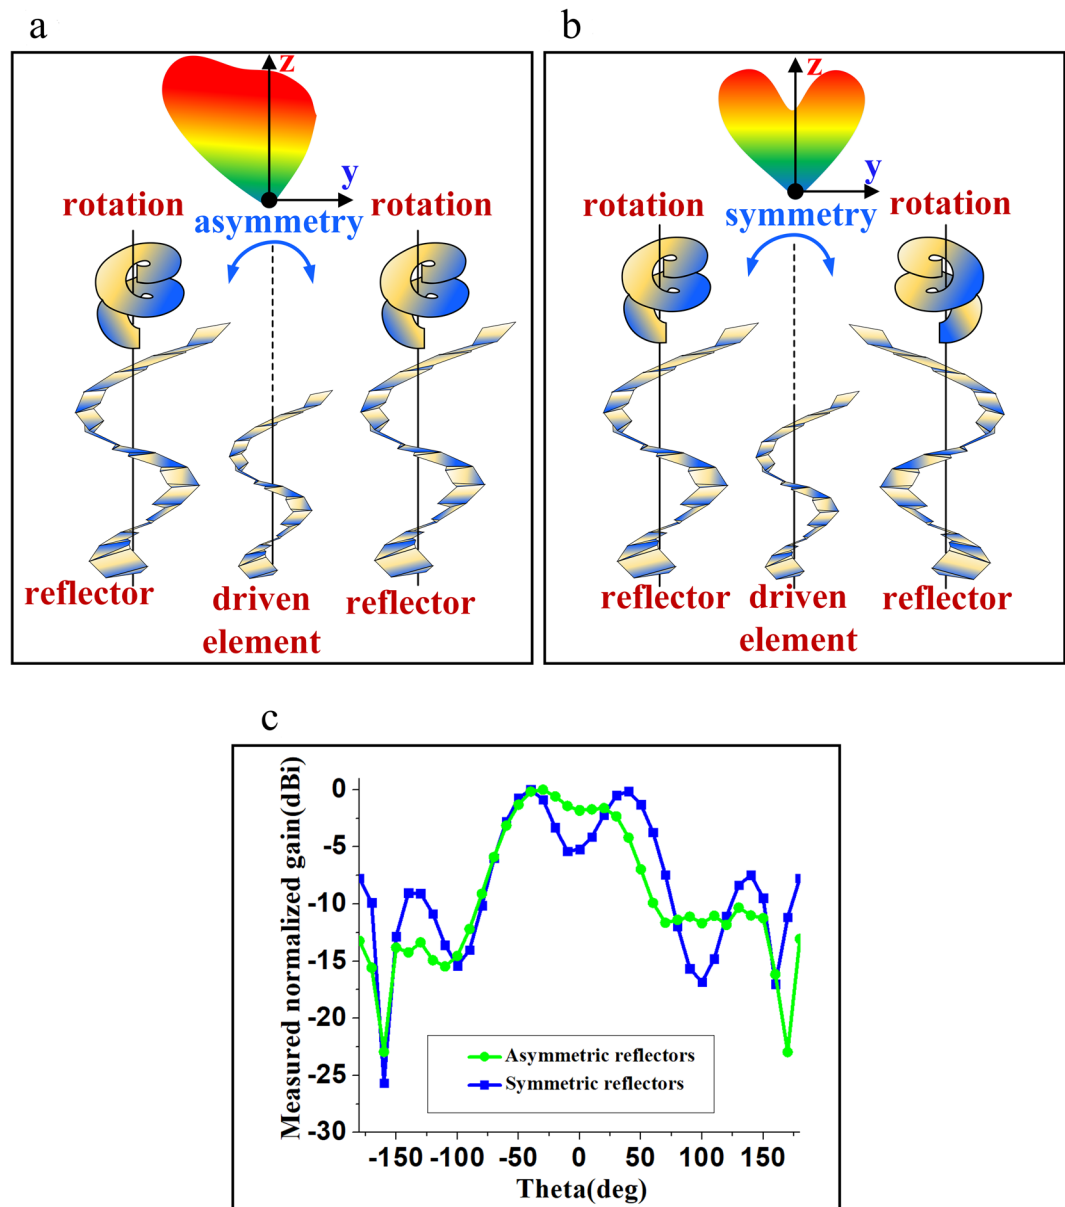 a
z
y
rotation
asymmetry
rotation
reflector
driven
element
reflector
b
z
y
rotation
symmetry
rotation
reflector
driven
element
reflector
c
Measured normalized gain(dBi)
0
-5
-10
-15
-20
-25
-30
Asymmetric reflectors
Symmetric reflectors
-150 -100 -50 0 50 100 150
Theta(deg)